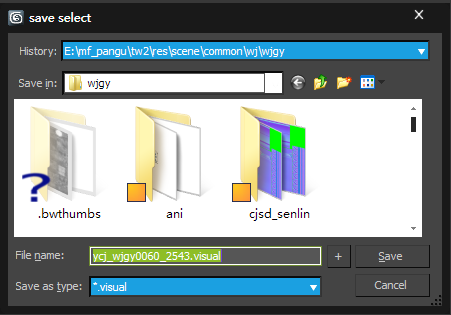 save select
History: E:\mf_pangu\tw2\res\scene\common\wj\wjgy
Save in: wjgy
.bwthumbs ani cjsd_senlin
File name: ycj_wjgy0060_2543.visual + Save
Save as type: *.visual Cancel